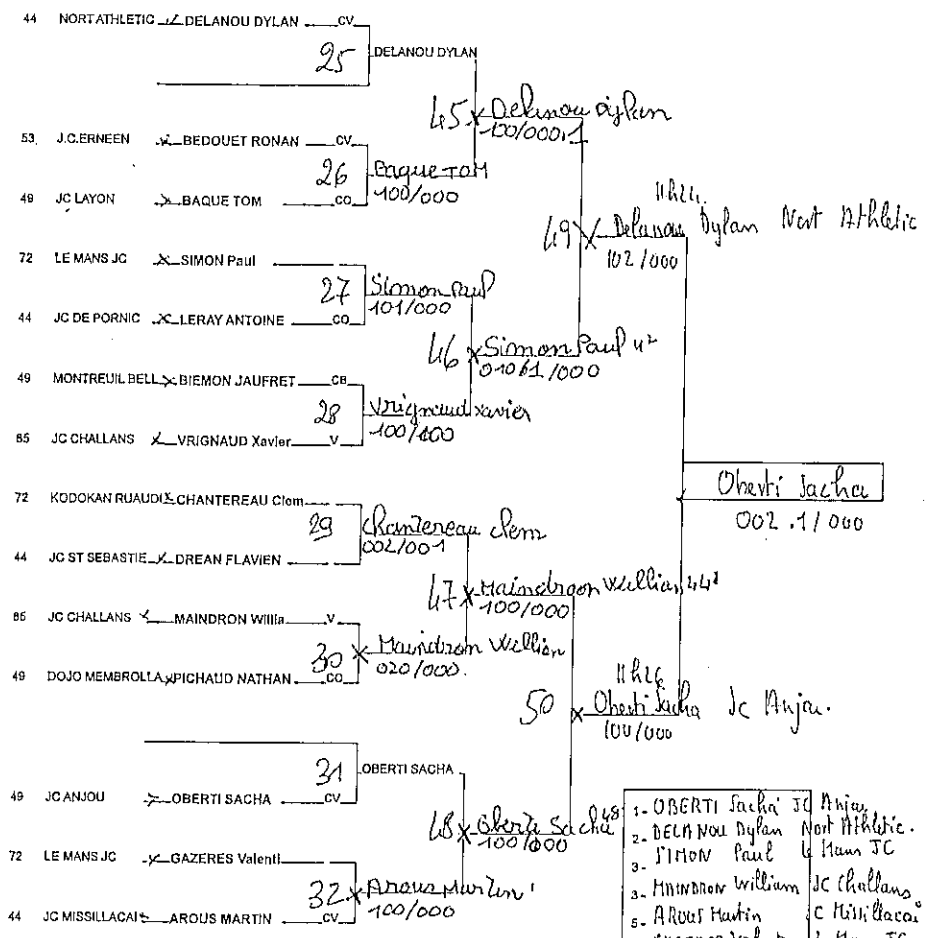 44 NORTATHLETIC DELANOU DYLAN CV
25 DELANOU DYLAN
45 Delanou dylan
100/000.1
53 J.C.ERNEEN BEDOUET RONAN CV
26 Baque TOM
100/000
49 JC LAYON BAQUE TOM CO
11h24
49 Delanou Dylan Nort Athletic
102/000
72 LE MANS JC SIMON Paul
27 Simon Paul
101/000
44 JC DE PORNIC LERAY ANTOINE CO
46 Simon Paul
/000
49 MONTREUIL BELL BIEMON JAUFRET CB
28 Vrignaud xavier
100/100
85 JC CHALLANS VRIGNAUD Xavier V
Oberti Sacha
002.1/000
72 KODOKAN RUAUDI CHANTEREAU Clem
29 Chantereau Clem
002/001
44 JC ST SEBASTIE DREAN FLAVIEN
47 Maindron William
100/000
85 JC CHALLANS MAINDRON Willia V
30 Maindron William
020/000.
49 DOJO MEMBROLLA PICHAUD NATHAN CO
11h26
50 Oberti Sacha Jc Anjou.
100/000
31 OBERTI SACHA
49 JC ANJOU OBERTI SACHA CV
48 Oberti Sacha
100/000
72 LE MANS JC GAZERES Valenti
32 Arous Martin
100/000
44 JC MISSILLACAI AROUS MARTIN CV
1- OBERTI Sacha JC Anjou
2- DELANOU Dylan Nort Athletic.
3- SIMON Paul le Mans JC
3- MAINDRON William JC Challans
5- AROUS Martin C Missillacai